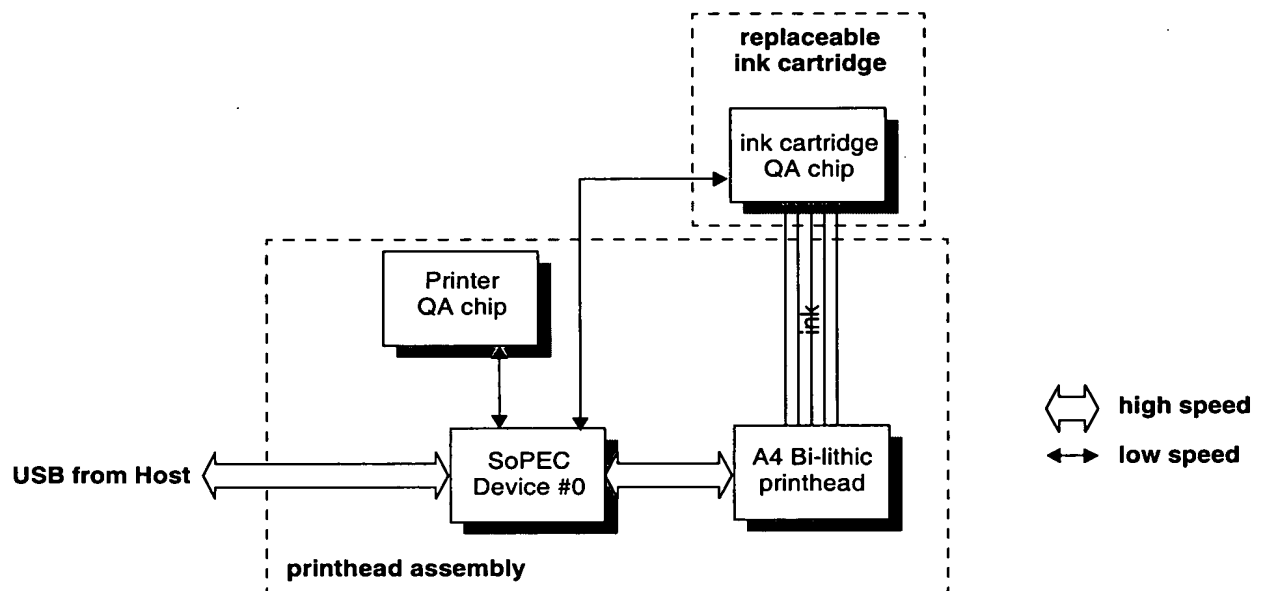 replaceable
ink cartridge
ink cartridge
QA chip
Printer
QA chip
ink
high speed
low speed
USB from Host
SoPEC
Device #0
A4 Bi-lithic
printhead
printhead assembly